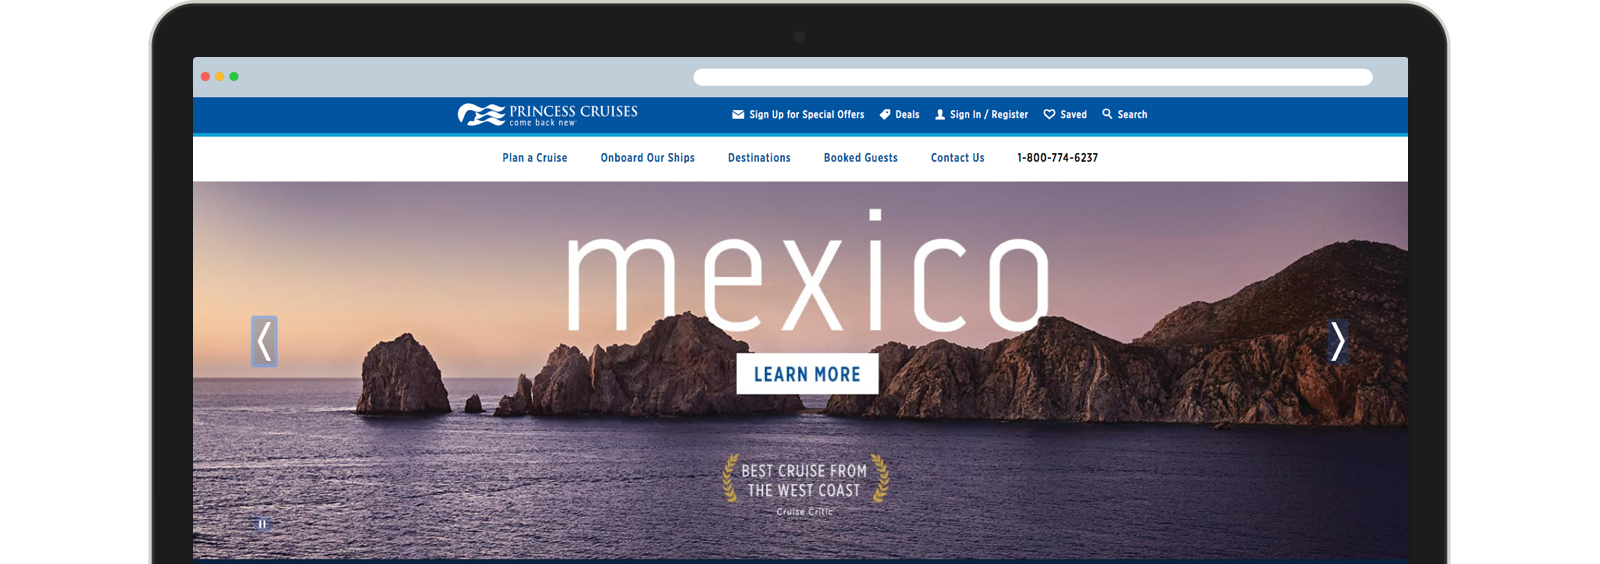 PRINCESS CRUISES
come back new
Sign Up for Special Offers
Deals
Sign In / Register
Saved
Search
Plan a Cruise
Onboard Our Ships
Destinations
Booked Guests
Contact Us
1-800-774-6237
mexico
LEARN MORE
BEST CRUISE FROM
THE WEST COAST
Cruise Critic